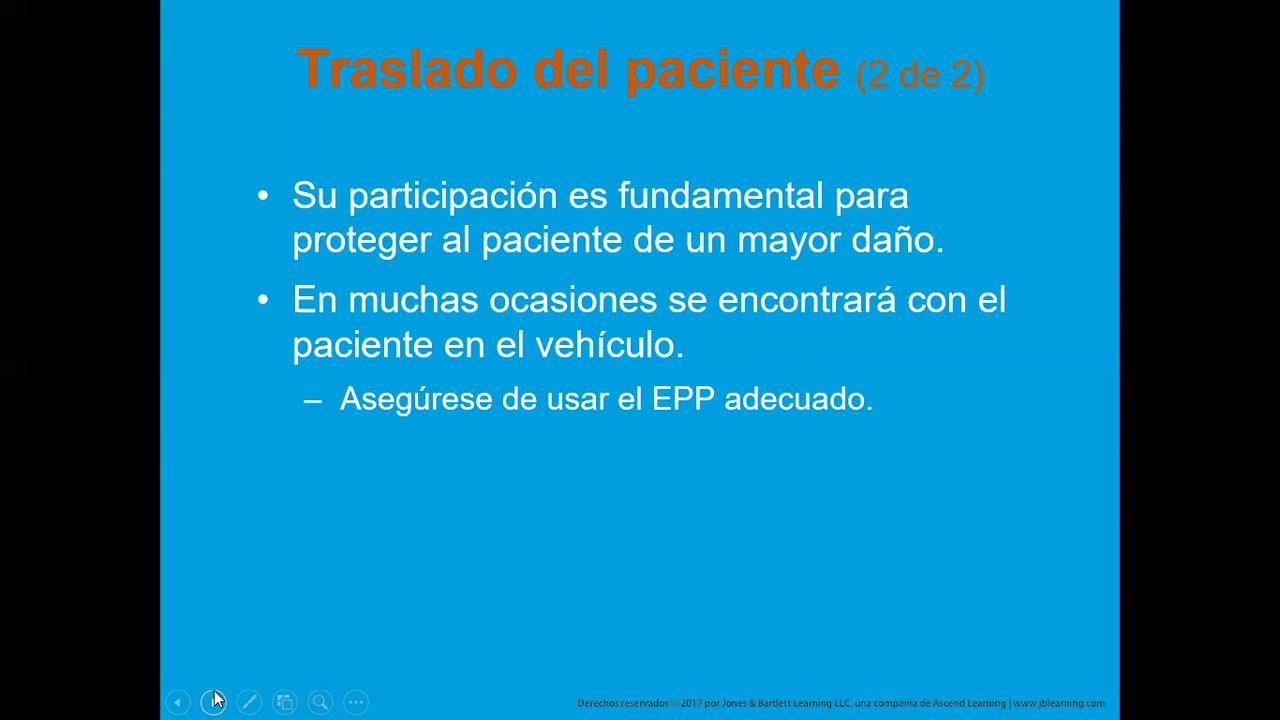 Traslado del paciente (2 de 2)
• Su participación es fundamental para
proteger al paciente de un mayor daño.
• En muchas ocasiones se encontrará con el
paciente en el vehículo.
– Asegúrese de usar el EPP adecuado.
Derechos reservados © 2017 por Jones & Bartlett Learning LLC, una compañía de Ascend Learning | www.jblearning.com